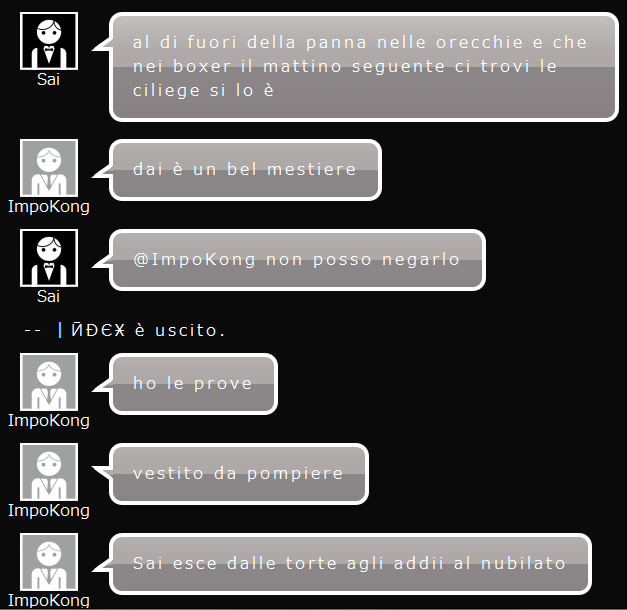 al di fuori della panna nelle orecchie e che
nei boxer il mattino seguente ci trovi le
ciliege si lo è
Sai
dai è un bel mestiere
ImpoKong
@ImpoKong non posso negarlo
Sai
-- | ЙĐЄӾ è uscito.
ho le prove
ImpoKong
vestito da pompiere
ImpoKong
Sai esce dalle torte agli addii al nubilato
ImpoKong